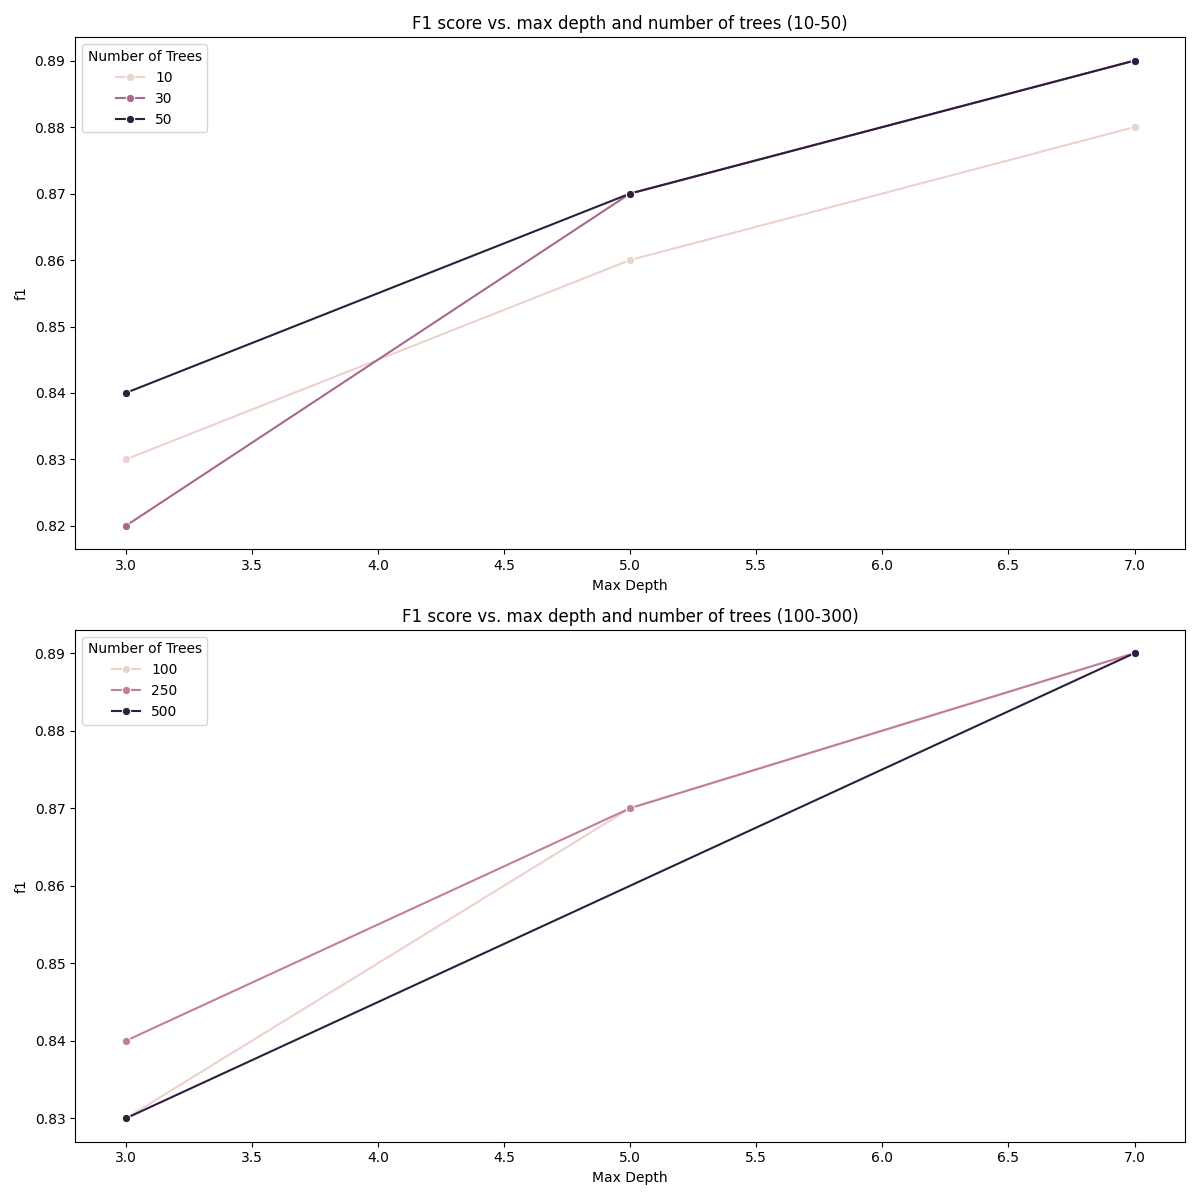 F1 score vs. max depth and number of trees (10-50)
Number of Trees
10
30
50
0.89
0.88
0.87
0.86
0.85
0.84
0.83
0.82
f1
3.0 3.5 4.0 4.5 5.0 5.5 6.0 6.5 7.0
Max Depth
F1 score vs. max depth and number of trees (100-300)
Number of Trees
100
250
500
0.89
0.88
0.87
0.86
0.85
0.84
0.83
f1
3.0 3.5 4.0 4.5 5.0 5.5 6.0 6.5 7.0
Max Depth